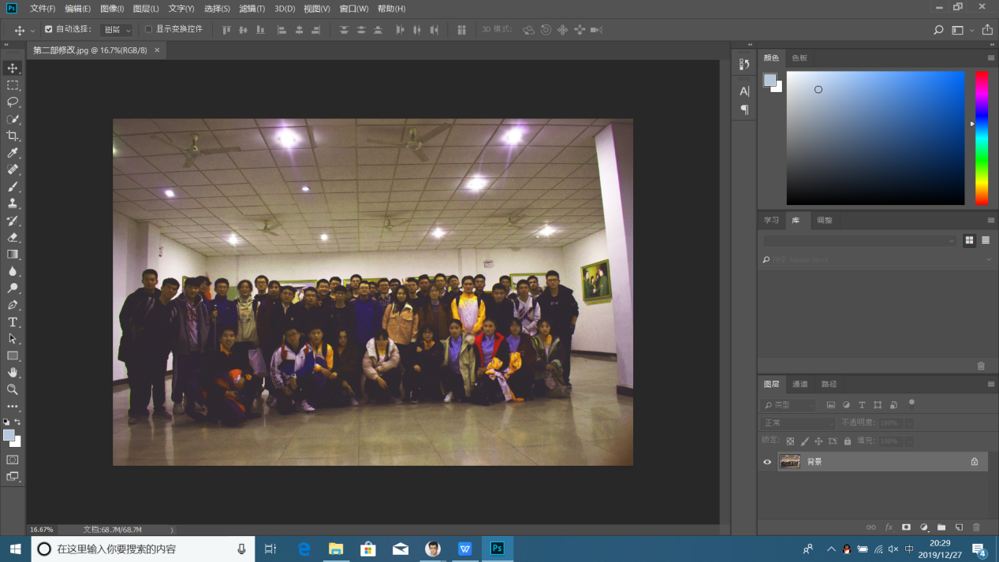 Ps 文件(F) 编辑(E) 图像(I) 图层(L) 文字(Y) 选择(S) 滤镜(T) 3D(D) 视图(V) 窗口(W) 帮助(H)
自动选择: 图层 显示变换控件 3D 模式:
第二部修改.jpg @ 16.7%(RGB/8) ×
颜色 色板
学习 库 调整
搜索 Adobe Stock
图层 通道 路径
类型
正常 不透明度: 100%
锁定: 填充: 100%
背景
fx
16.67% 文档:68.7M/68.7M
在这里输入你要搜索的内容
Ps
中
20:29
2019/12/27
4